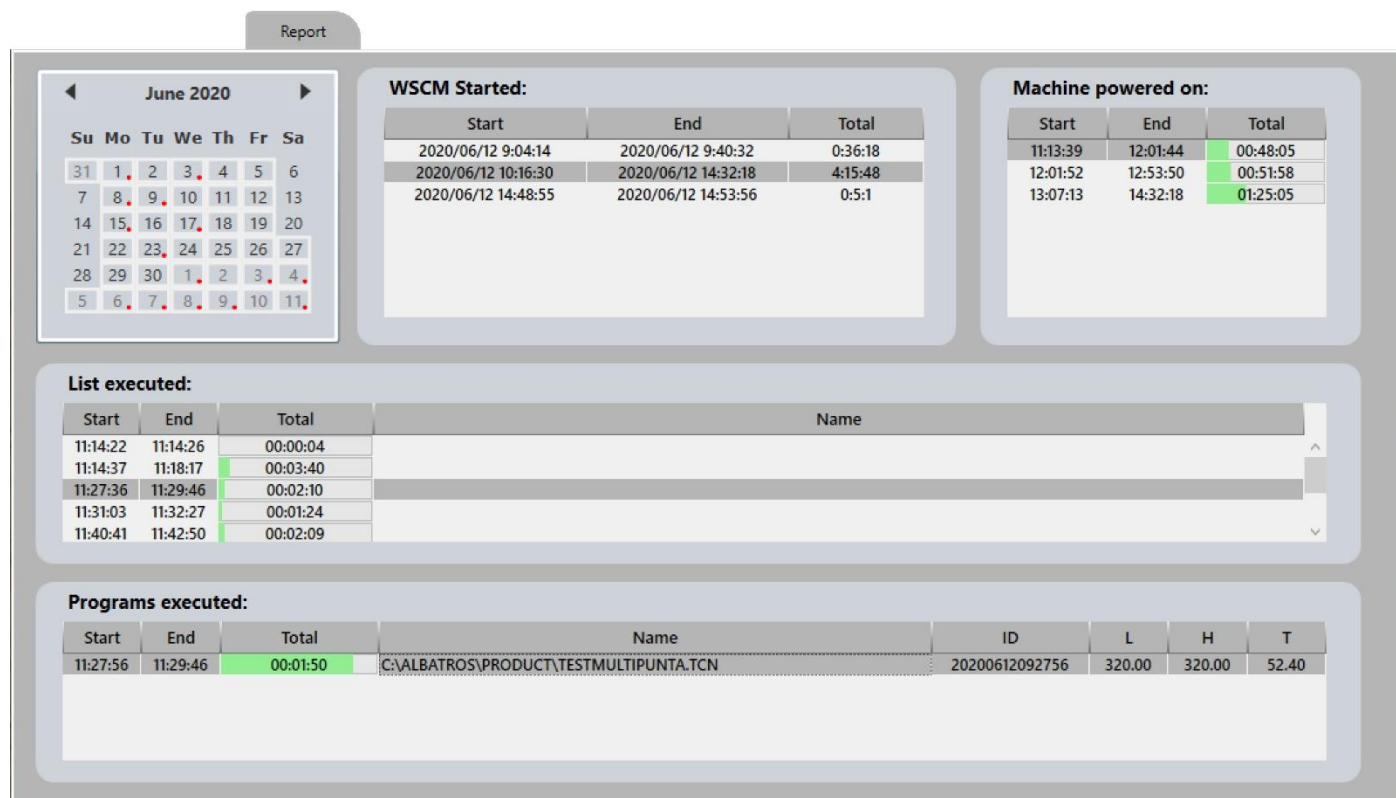 Report
June 2020
Su Mo Tu We Th Fr Sa
31 1 2 3 4 5 6
7 8 9 10 11 12 13
14 15 16 17 18 19 20
21 22 23 24 25 26 27
28 29 30 1 2 3 4
5 6 7 8 9 10 11
WSCM Started:
Start End Total
2020/06/12 9:04:14 2020/06/12 9:40:32 0:36:18
2020/06/12 10:16:30 2020/06/12 14:32:18 4:15:48
2020/06/12 14:48:55 2020/06/12 14:53:56 0:5:1
Machine powered on:
Start End Total
11:13:39 12:01:44 00:48:05
12:01:52 12:53:50 00:51:58
13:07:13 14:32:18 01:25:05
List executed:
Start End Total Name
11:14:22 11:14:26 00:00:04
11:14:37 11:18:17 00:03:40
11:27:36 11:29:46 00:02:10
11:31:03 11:32:27 00:01:24
11:40:41 11:42:50 00:02:09
Programs executed:
Start End Total Name ID L H T
11:27:56 11:29:46 00:01:50 C:\ALBATROS\PRODUCT\TESTMULTIPUNTA.TCN 20200612092756 320.00 320.00 52.40